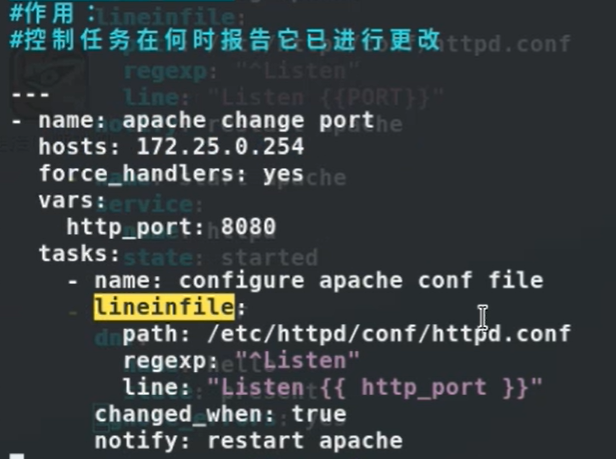 #作用：
#控制任务在何时报告它已进行更改
---
- name: apache change port
  hosts: 172.25.0.254
  force_handlers: yes
  vars:
    http_port: 8080
  tasks:
    - name: configure apache conf file
      lineinfile:
        path: /etc/httpd/conf/httpd.conf
        regexp: "^Listen"
        line: "Listen {{ http_port }}"
      changed_when: true
      notify: restart apache